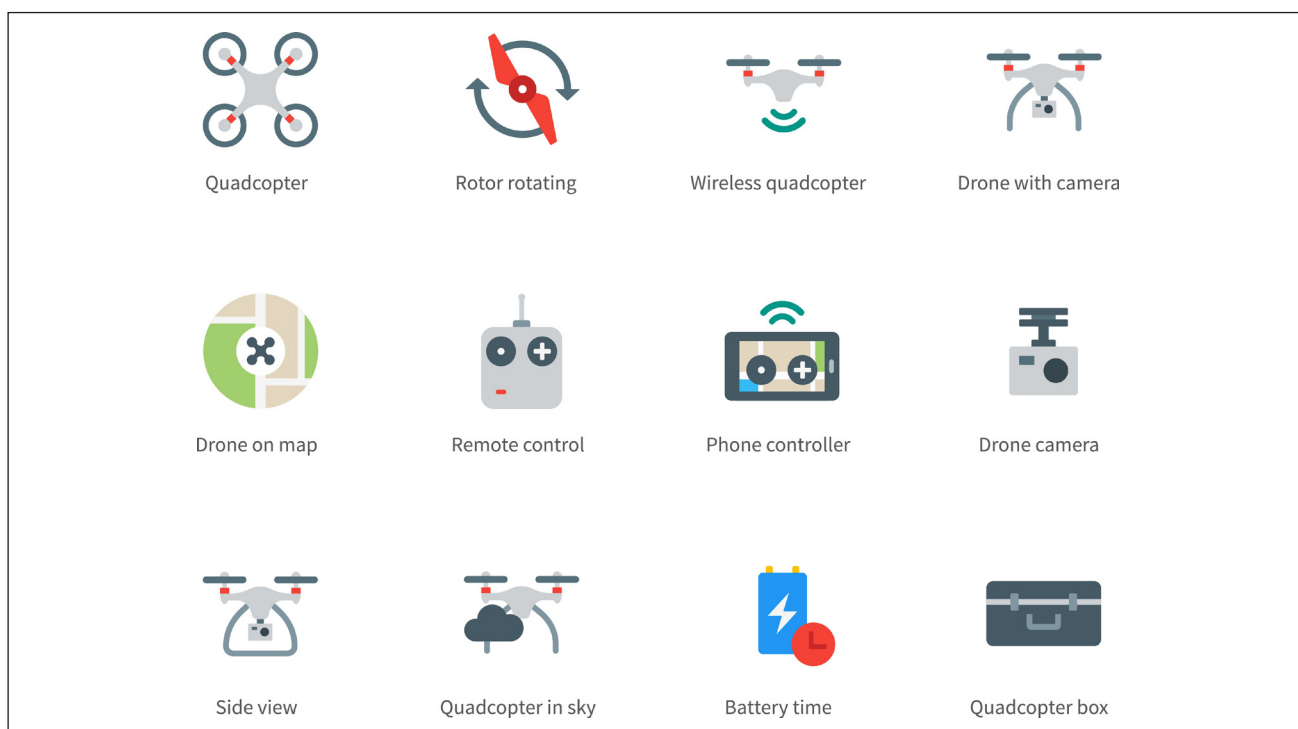 Quadcopter
Rotor rotating
Wireless quadcopter
Drone with camera
Drone on map
Remote control
Phone controller
Drone camera
Side view
Quadcopter in sky
Battery time
Quadcopter box